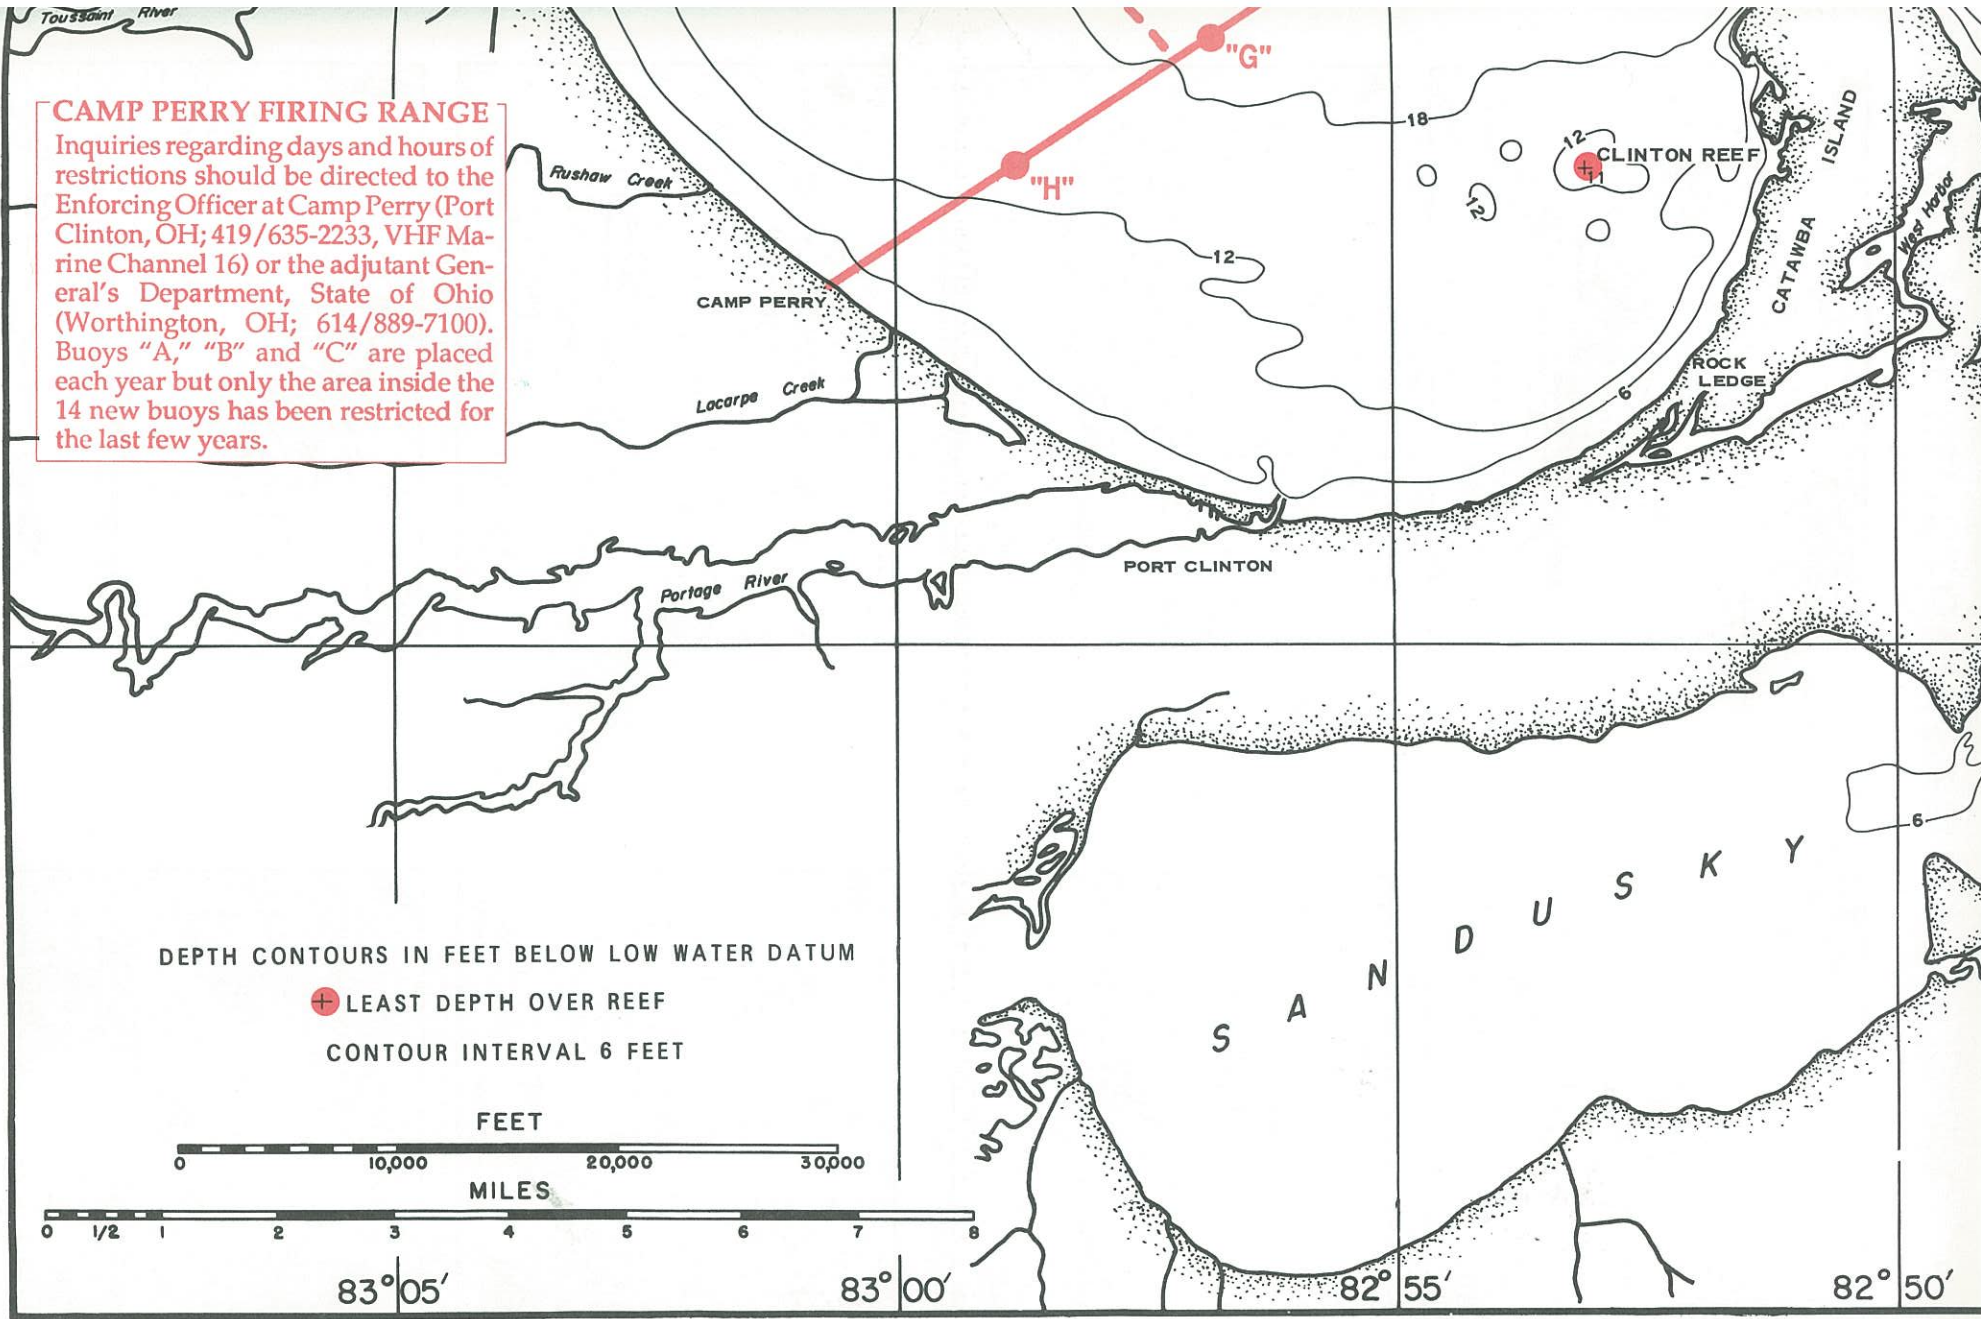 Toussaint River
"G"
CAMP PERRY FIRING RANGE
Inquiries regarding days and hours of
restrictions should be directed to the
Enforcing Officer at Camp Perry (Port
Clinton, OH; 419/635-2233, VHF Ma-
rine Channel 16) or the adjutant Gen-
eral's Department, State of Ohio
(Worthington, OH; 614/889-7100).
Buoys "A," "B" and "C" are placed
each year but only the area inside the
14 new buoys has been restricted for
the last few years.
18
12
CLINTON REEF
11
12
ISLAND
CATAWBA
West Harbor
Rushaw Creek
"H"
12
CAMP PERRY
ROCK
LEDGE
6
Lacarpe Creek
PORT CLINTON
Portage River
6
SANDUSKY
DEPTH CONTOURS IN FEET BELOW LOW WATER DATUM
LEAST DEPTH OVER REEF
CONTOUR INTERVAL 6 FEET
FEET
0 10,000 20,000 30,000
MILES
0 1/2 1 2 3 4 5 6 7 8
83°05' 83°00' 82°55' 82°50'